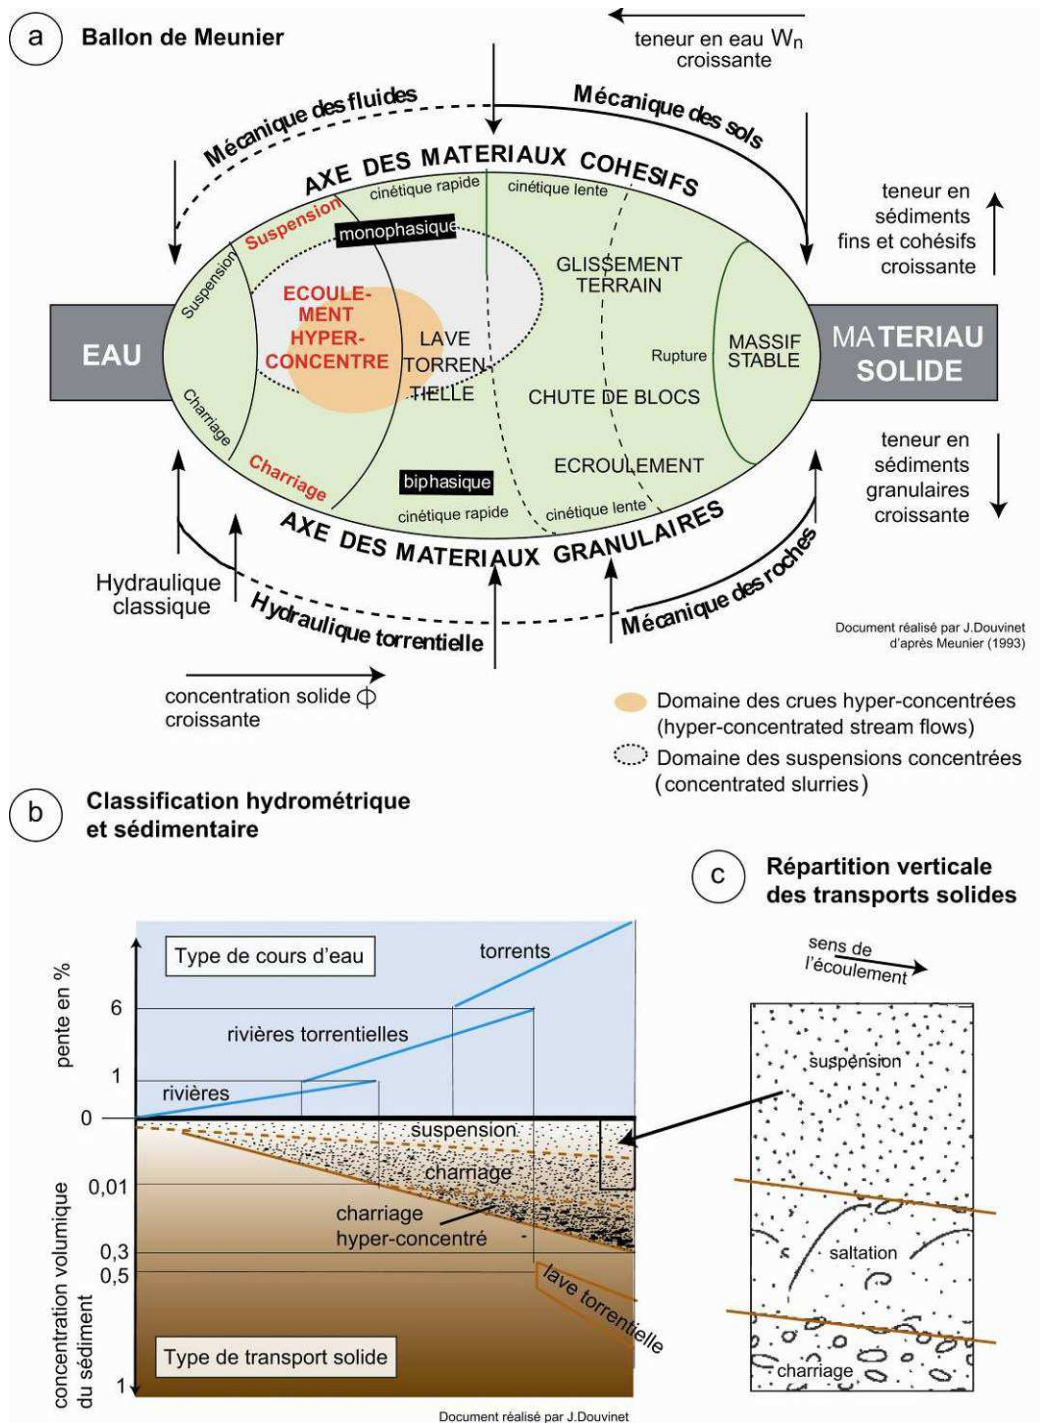 a
Ballon de Meunier
teneur en eau Wn
croissante
Mécanique des fluides
Mécanique des sols
AXE DES MATERIAUX COHESIFS
cinétique rapide
cinétique lente
teneur en
sédiments
fins et cohésifs
croissante
Suspension
monophasique
Suspension
GLISSEMENT
TERRAIN
ECOULE-
MENT
HYPER-
CONCENTRE
LAVE
TORREN-
TIELLE
EAU
Rupture
MASSIF
STABLE
MATERIAU
SOLIDE
CHUTE DE BLOCS
Charriage
Charriage
ECROULEMENT
biphasique
cinétique rapide
cinétique lente
teneur en
sédiments
granulaires
croissante
AXE DES MATERIAUX GRANULAIRES
Hydraulique
classique
Hydraulique torrentielle
Mécanique des roches
Document réalisé par J.Douvinet
d'après Meunier (1993)
concentration solide ϕ
croissante
Domaine des crues hyper-concentrées
(hyper-concentrated stream flows)
Domaine des suspensions concentrées
(concentrated slurries)
b
Classification hydrométrique
et sédimentaire
pente en %
Type de cours d'eau
torrents
6
rivières torrentielles
1
rivières
0
suspension
charriage
0,01
charriage
hyper-concentré
0,3
0,5
lave torrentielle
concentration volumique
du sédiment
Type de transport solide
1
Document réalisé par J.Douvinet
c
Répartition verticale
des transports solides
sens de
l'écoulement
suspension
saltation
charriage